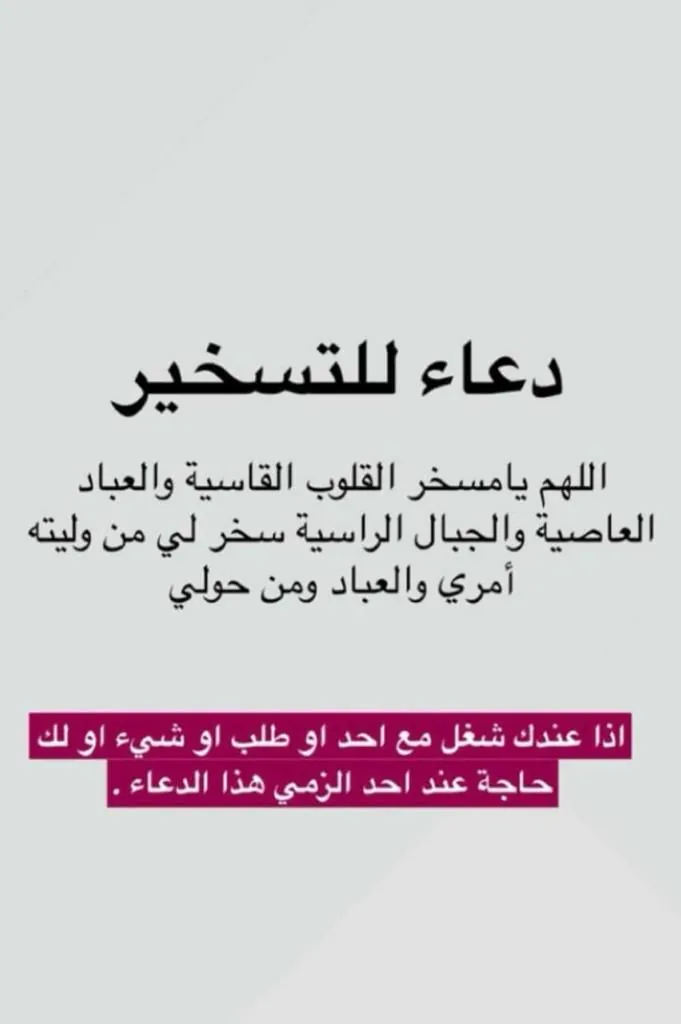 دعاء للتسخير
اللهم يامسخر القلوب القاسية والعباد
العاصية والجبال الراسية سخر لي من وليته
أمري والعباد ومن حولي
اذا عندك شغل مع احد او طلب او شيء او لك
حاجة عند احد الزمي هذا الدعاء .